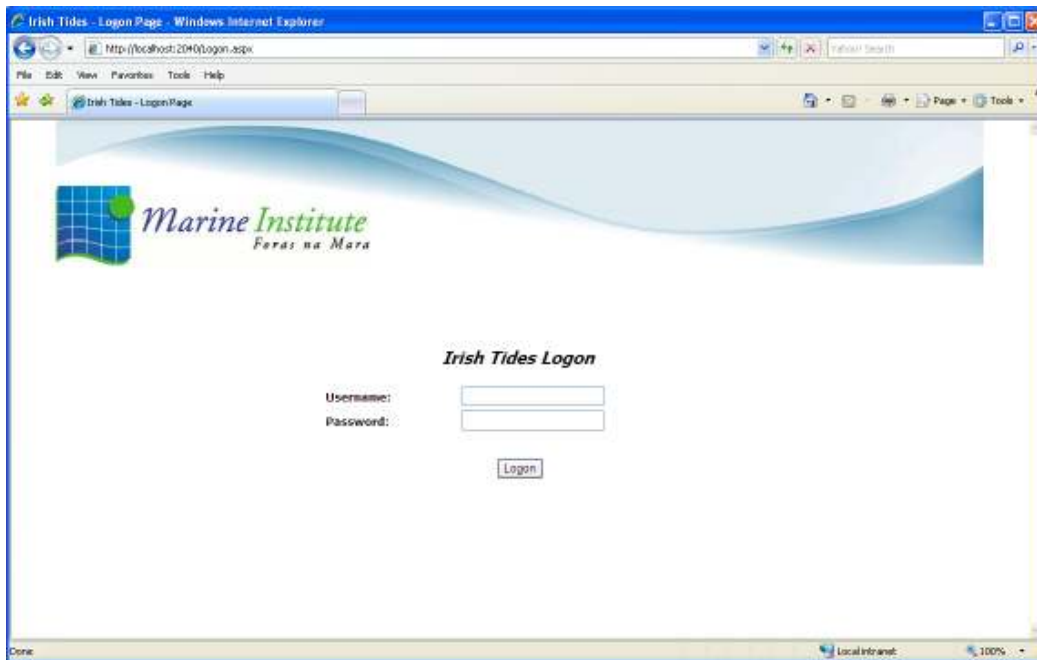 Irish Tides - Logon Page - Windows Internet Explorer
http://localhost:2040/Logon.aspx
Yahoo! Search
File Edit View Favorites Tools Help
Irish Tides - Logon Page
Page Tools
Marine Institute
Foras na Mara
Irish Tides Logon
Username:
Password:
Logon
Done
Local intranet
100%